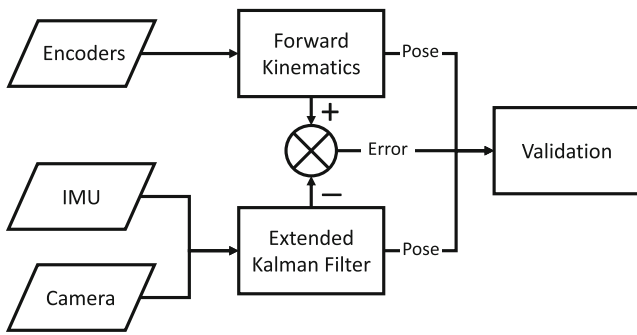 Encoders
Forward
Kinematics
Pose
+
Error
Validation
IMU
−
Extended
Kalman Filter
Pose
Camera